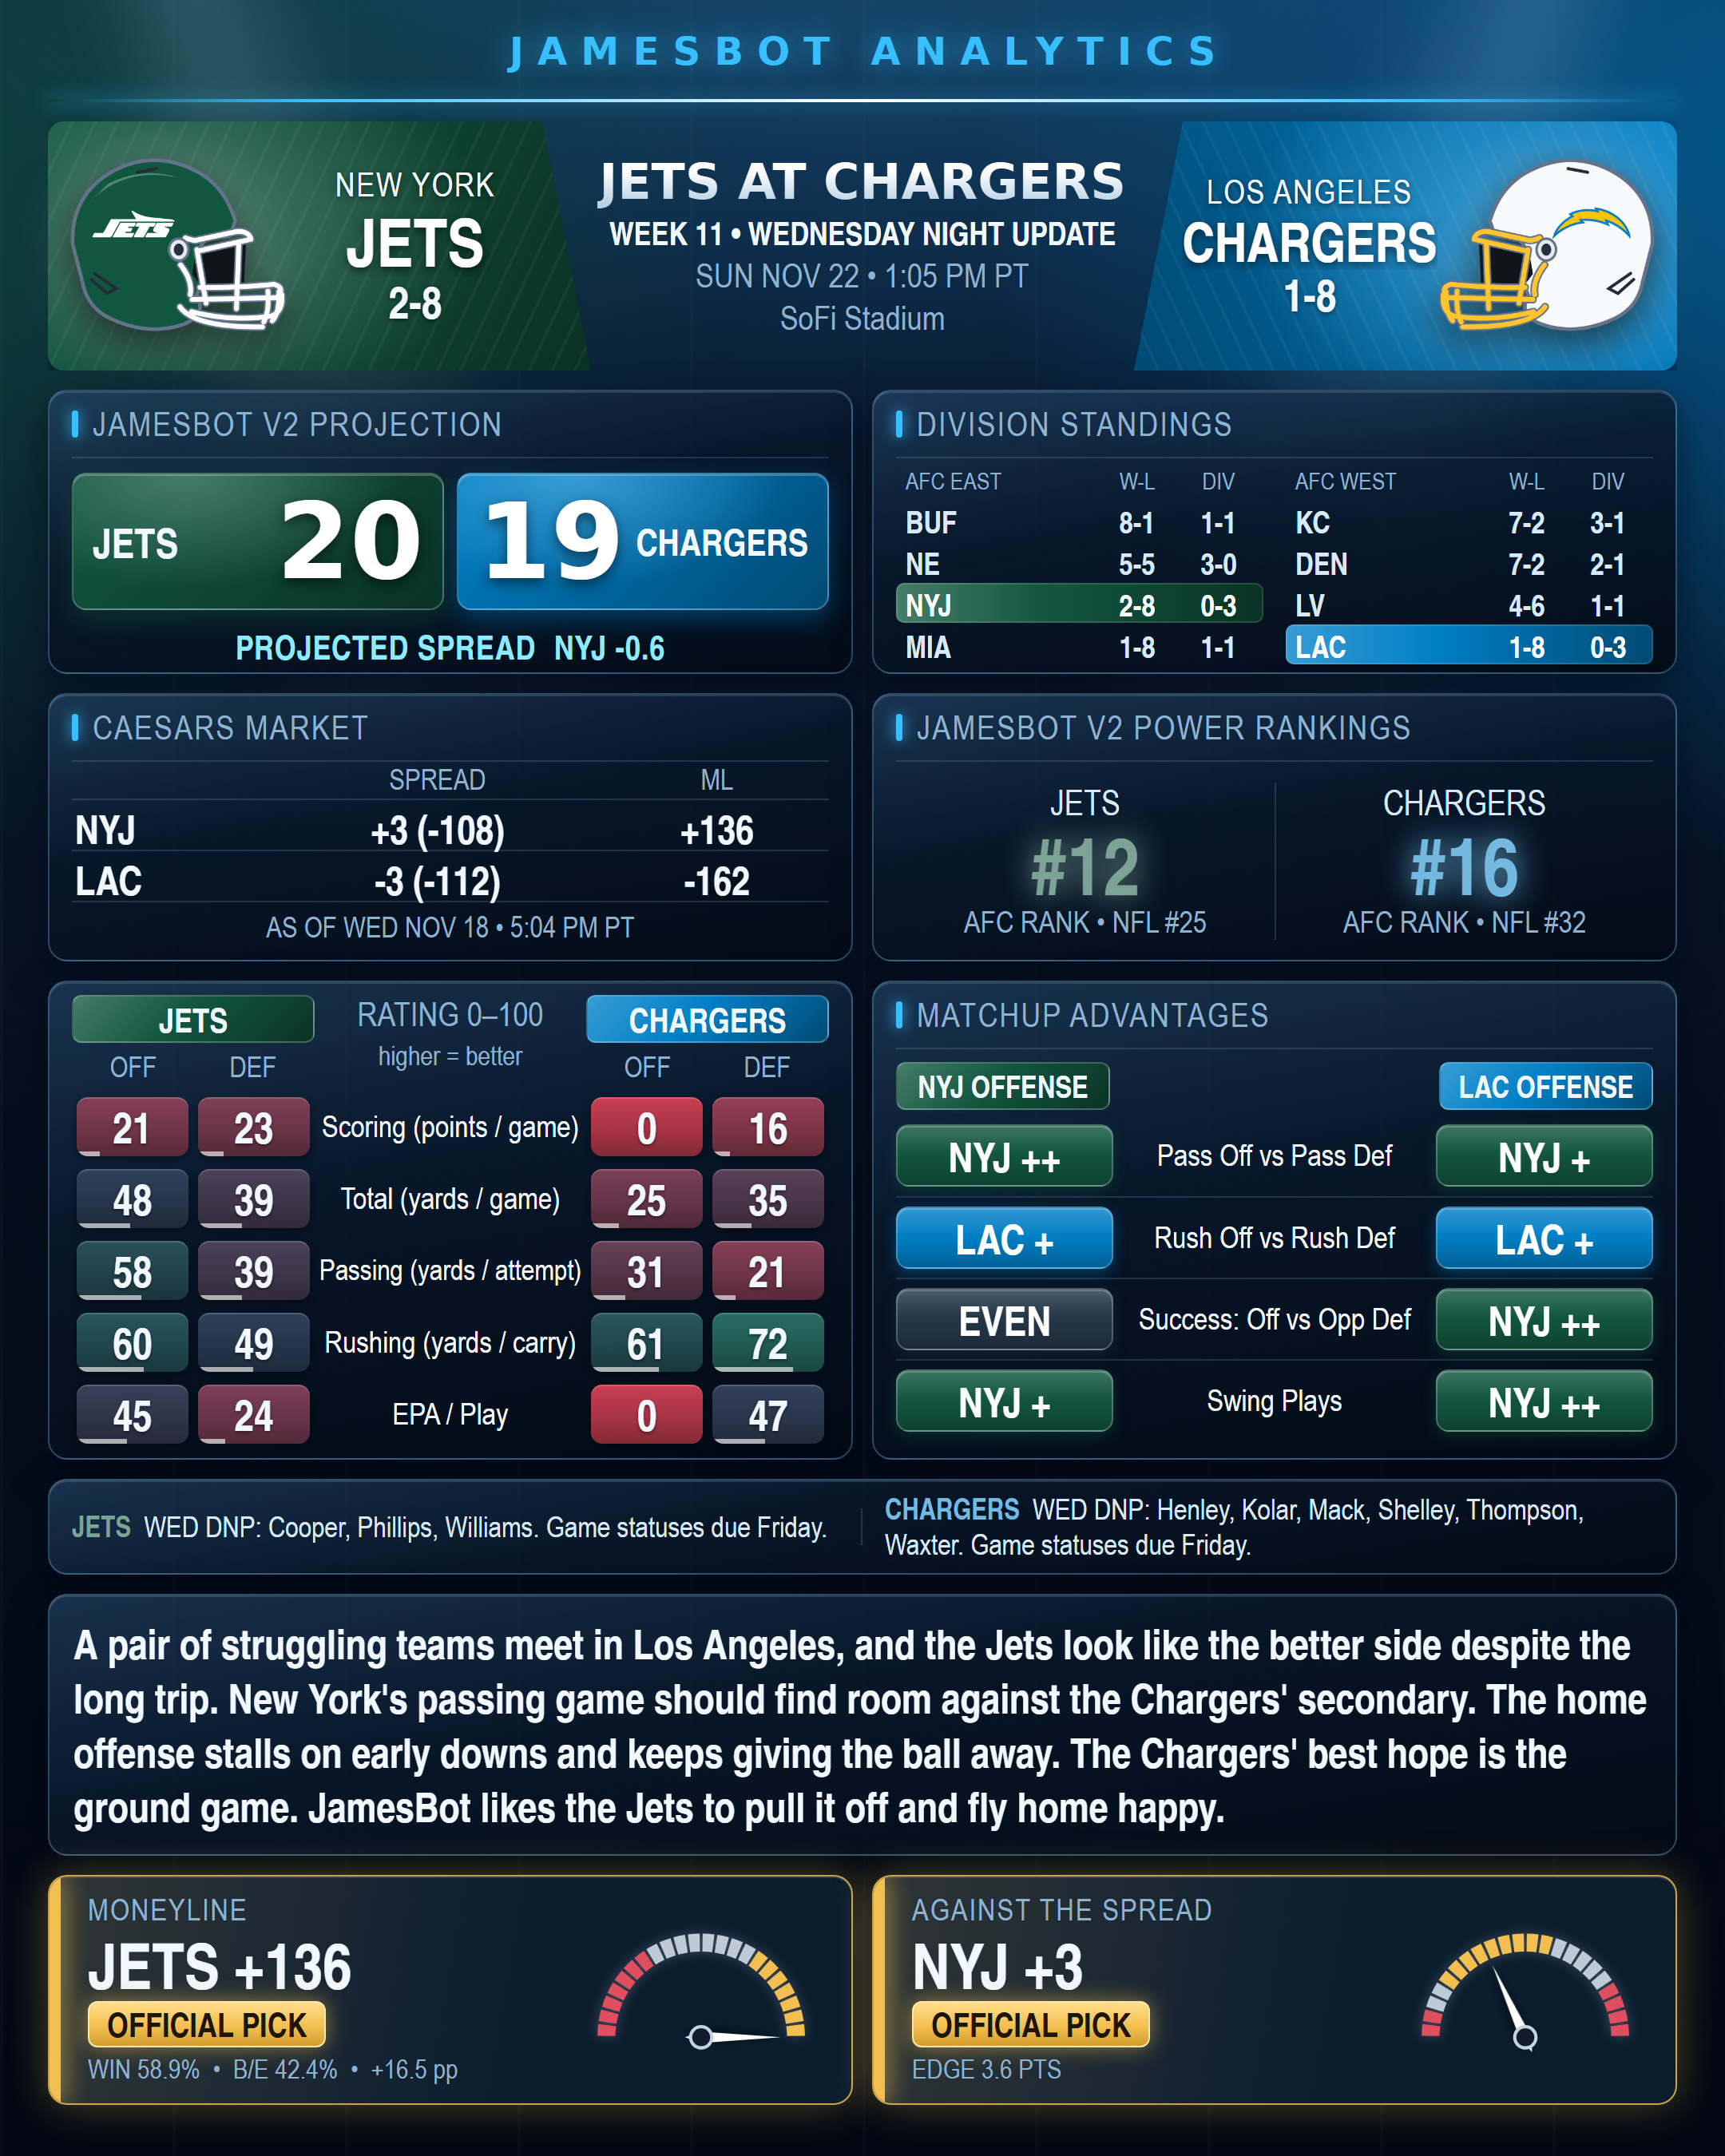 JAMESBOT ANALYTICS
JETS
NEW YORK
JETS
2-8
JETS AT CHARGERS
WEEK 11 • WEDNESDAY NIGHT UPDATE
SUN NOV 22 • 1:05 PM PT
SoFi Stadium
LOS ANGELES
CHARGERS
1-8
JAMESBOT V2 PROJECTION
JETS 20 19 CHARGERS
PROJECTED SPREAD NYJ -0.6
DIVISION STANDINGS
AFC EAST W-L DIV AFC WEST W-L DIV
BUF 8-1 1-1 KC 7-2 3-1
NE 5-5 3-0 DEN 7-2 2-1
NYJ 2-8 0-3 LV 4-6 1-1
MIA 1-8 1-1 LAC 1-8 0-3
CAESARS MARKET
SPREAD ML
NYJ +3 (-108) +136
LAC -3 (-112) -162
AS OF WED NOV 18 • 5:04 PM PT
JAMESBOT V2 POWER RANKINGS
JETS CHARGERS
#12 #16
AFC RANK • NFL #25 AFC RANK • NFL #32
JETS RATING 0–100 CHARGERS
OFF DEF higher = better OFF DEF
21 23 Scoring (points / game) 0 16
48 39 Total (yards / game) 25 35
58 39 Passing (yards / attempt) 31 21
60 49 Rushing (yards / carry) 61 72
45 24 EPA / Play 0 47
MATCHUP ADVANTAGES
NYJ OFFENSE LAC OFFENSE
NYJ ++ Pass Off vs Pass Def NYJ +
LAC + Rush Off vs Rush Def LAC +
EVEN Success: Off vs Opp Def NYJ ++
NYJ + Swing Plays NYJ ++
JETS WED DNP: Cooper, Phillips, Williams. Game statuses due Friday.
CHARGERS WED DNP: Henley, Kolar, Mack, Shelley, Thompson,
Waxter. Game statuses due Friday.
A pair of struggling teams meet in Los Angeles, and the Jets look like the better side despite the
long trip. New York's passing game should find room against the Chargers' secondary. The home
offense stalls on early downs and keeps giving the ball away. The Chargers' best hope is the
ground game. JamesBot likes the Jets to pull it off and fly home happy.
MONEYLINE
JETS +136
OFFICIAL PICK
WIN 58.9% • B/E 42.4% • +16.5 pp
AGAINST THE SPREAD
NYJ +3
OFFICIAL PICK
EDGE 3.6 PTS